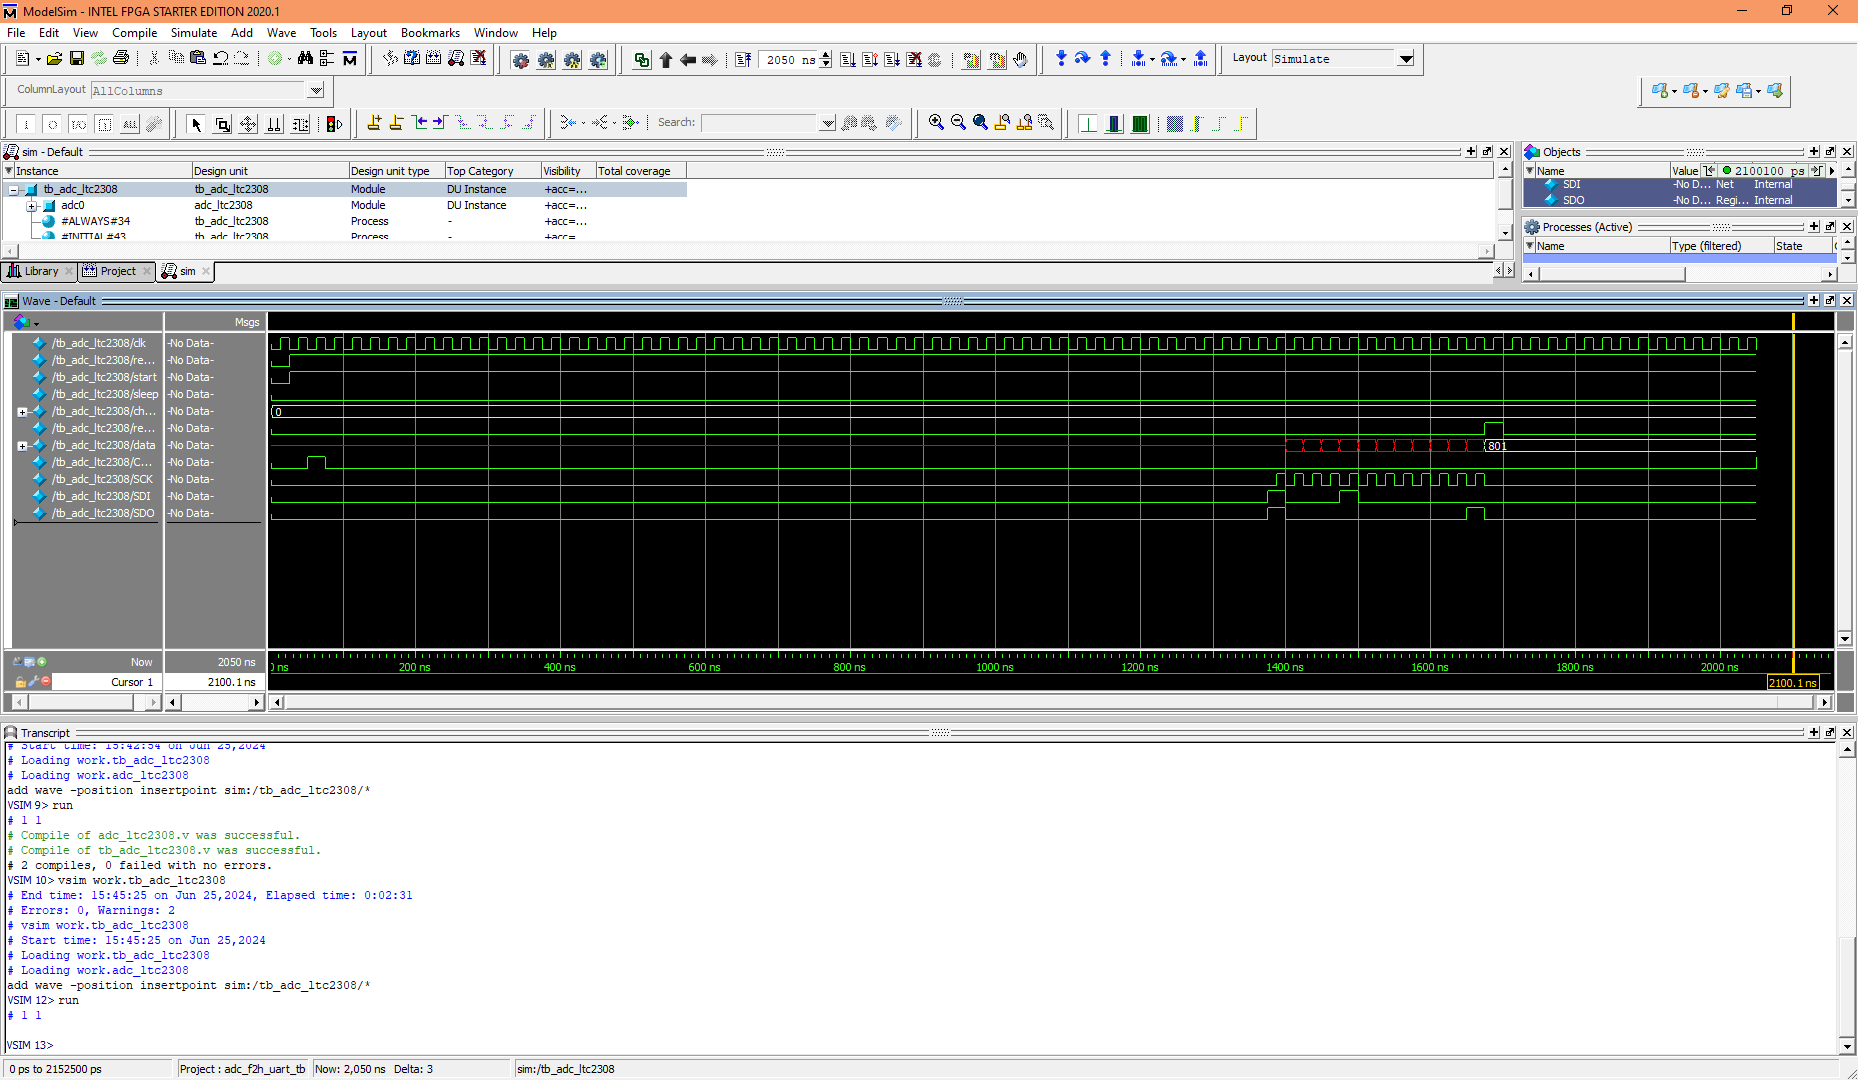 ModelSim - INTEL FPGA STARTER EDITION 2020.1
File Edit View Compile Simulate Add Wave Tools Layout Bookmarks Window Help
2050 ns
Layout Simulate
ColumnLayout AllColumns
Search:
sim - Default
Instance Design unit Design unit type Top Category Visibility Total coverage
tb_adc_ltc2308 tb_adc_ltc2308 Module DU Instance +acc=...
adc0 adc_ltc2308 Module DU Instance +acc=...
#ALWAYS#34 tb_adc_ltc2308 Process - +acc=...
#INITIAL#43 tb_adc_ltc2308 Process - +acc=
Library Project sim
Objects
Name Value 2100100 ps
SDI -No D... Net Internal
SDO -No D... Regi... Internal
Processes (Active)
Name Type (filtered) State
Wave - Default
Msgs
/tb_adc_ltc2308/clk -No Data-
/tb_adc_ltc2308/re... -No Data-
/tb_adc_ltc2308/start -No Data-
/tb_adc_ltc2308/sleep -No Data-
/tb_adc_ltc2308/ch... -No Data- 0
/tb_adc_ltc2308/re... -No Data-
/tb_adc_ltc2308/data -No Data- 801
/tb_adc_ltc2308/C... -No Data-
/tb_adc_ltc2308/SCK -No Data-
/tb_adc_ltc2308/SDI -No Data-
/tb_adc_ltc2308/SDO -No Data-
Now 2050 ns
0 ns 200 ns 400 ns 600 ns 800 ns 1000 ns 1200 ns 1400 ns 1600 ns 1800 ns 2000 ns
Cursor 1 2100.1 ns 2100.1 ns
Transcript
# Start time: 15:42:54 on Jun 25,2024
# Loading work.tb_adc_ltc2308
# Loading work.adc_ltc2308
add wave -position insertpoint sim:/tb_adc_ltc2308/*
VSIM 9> run
# 1 1
# Compile of adc_ltc2308.v was successful.
# Compile of tb_adc_ltc2308.v was successful.
# 2 compiles, 0 failed with no errors.
VSIM 10> vsim work.tb_adc_ltc2308
# End time: 15:45:25 on Jun 25,2024, Elapsed time: 0:02:31
# Errors: 0, Warnings: 2
# vsim work.tb_adc_ltc2308
# Start time: 15:45:25 on Jun 25,2024
# Loading work.tb_adc_ltc2308
# Loading work.adc_ltc2308
add wave -position insertpoint sim:/tb_adc_ltc2308/*
VSIM 12> run
# 1 1
VSIM 13>
0 ps to 2152500 ps Project : adc_f2h_uart_tb Now: 2,050 ns Delta: 3 sim:/tb_adc_ltc2308